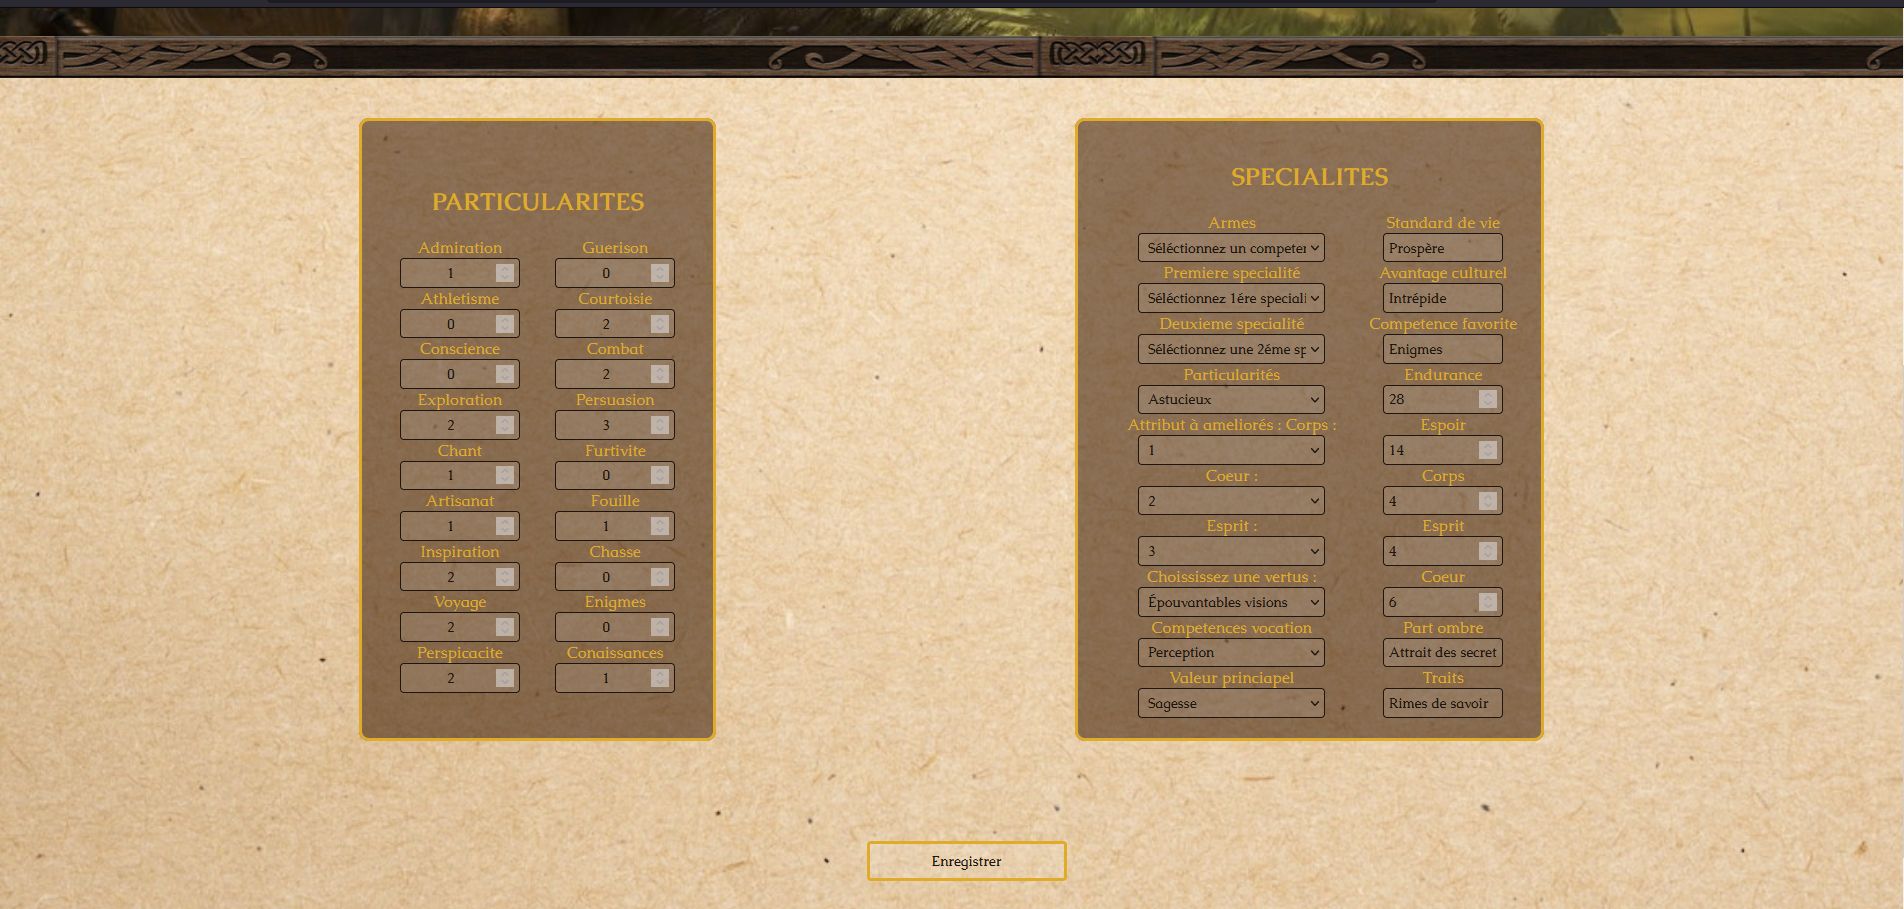 PARTICULARITES
Admiration Guerison
1 0
Athletisme Courtoisie
0 2
Conscience Combat
0 2
Exploration Persuasion
2 3
Chant Furtivite
1 0
Artisanat Fouille
1 1
Inspiration Chasse
2 0
Voyage Enigmes
2 0
Perspicacite Conaissances
2 1
SPECIALITES
Armes Standard de vie
Séléctionnez un competer Prospère
Premiere specialité Avantage culturel
Séléctionnez 1ére speciali Intrépide
Deuxieme specialité Competence favorite
Séléctionnez une 2éme sp Enigmes
Particularités Endurance
Astucieux 28
Attribut à ameliorés : Corps : Espoir
1 14
Coeur : Corps
2 4
Esprit : Esprit
3 4
Choississez une vertus : Coeur
Épouvantables visions 6
Competences vocation Part ombre
Perception Attrait des secret
Valeur princiapel Traits
Sagesse Rimes de savoir
Enregistrer